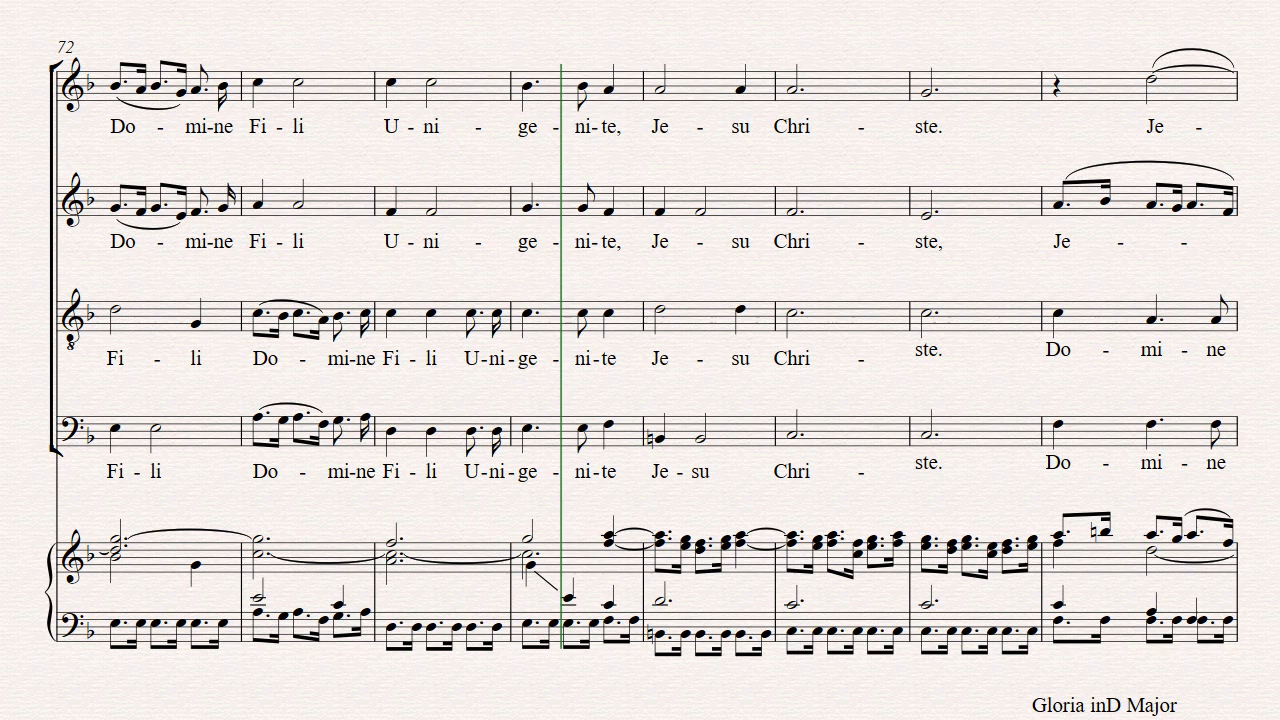 72
Do - mi-ne Fi - li U - ni - ge - ni-te, Je - su Chri - ste. Je -
Do - mi-ne Fi - li U - ni - ge - ni-te, Je - su Chri - ste, Je - -
Fi - li Do - mi-ne Fi - li U-ni-ge-ni-te Je - su Chri - ste. Do - mi - ne
8
Fi - li Do - mi-ne Fi - li U-ni-ge-ni-te Je - su Chri - ste. Do - mi - ne
Gloria inD Major